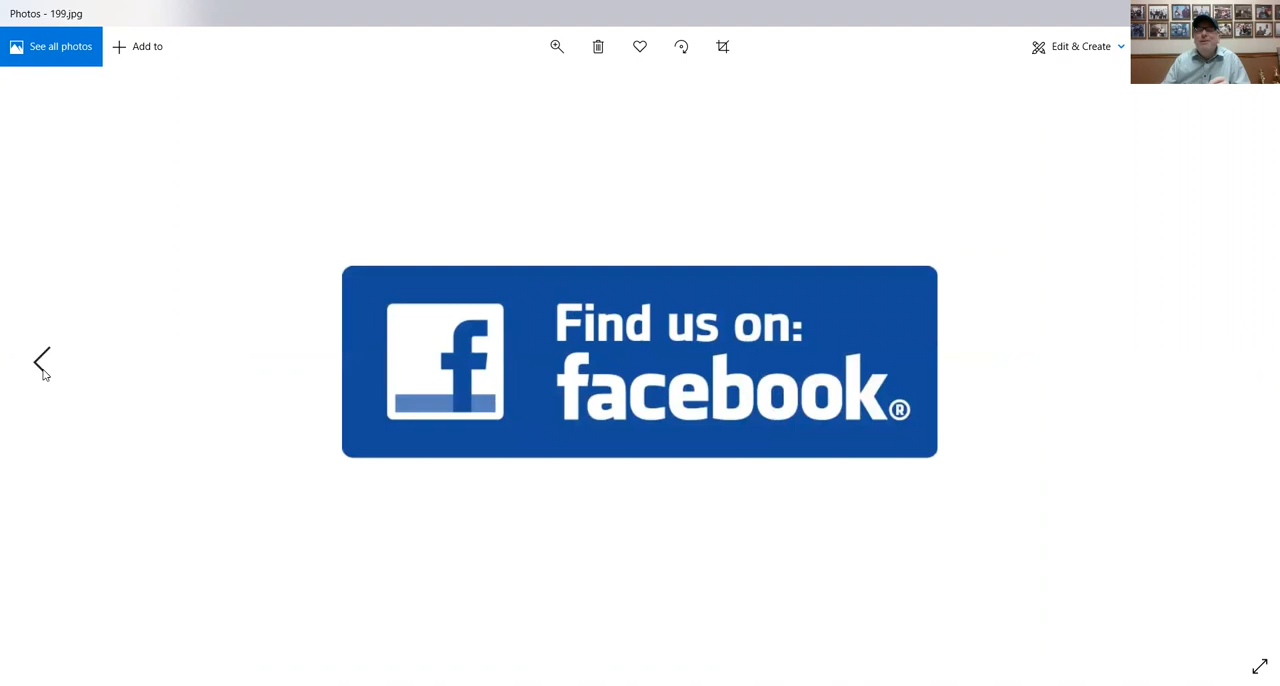 Photos - 199.jpg
See all photos
Add to
Edit & Create
f
Find us on:
facebook®